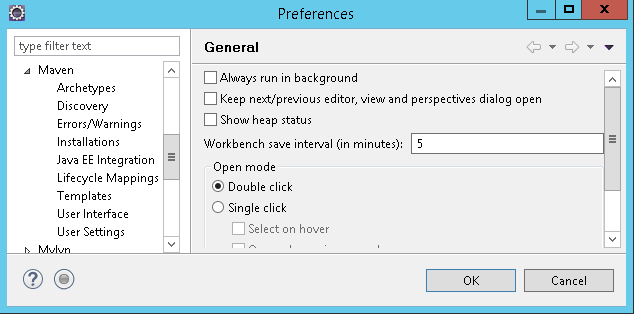 Preferences
type filter text
Maven
Archetypes
Discovery
Errors/Warnings
Installations
Java EE Integration
Lifecycle Mappings
Templates
User Interface
User Settings
Mylyn
General
Always run in background
Keep next/previous editor, view and perspectives dialog open
Show heap status
Workbench save interval (in minutes): 5
Open mode
Double click
Single click
Select on hover
OK
Cancel